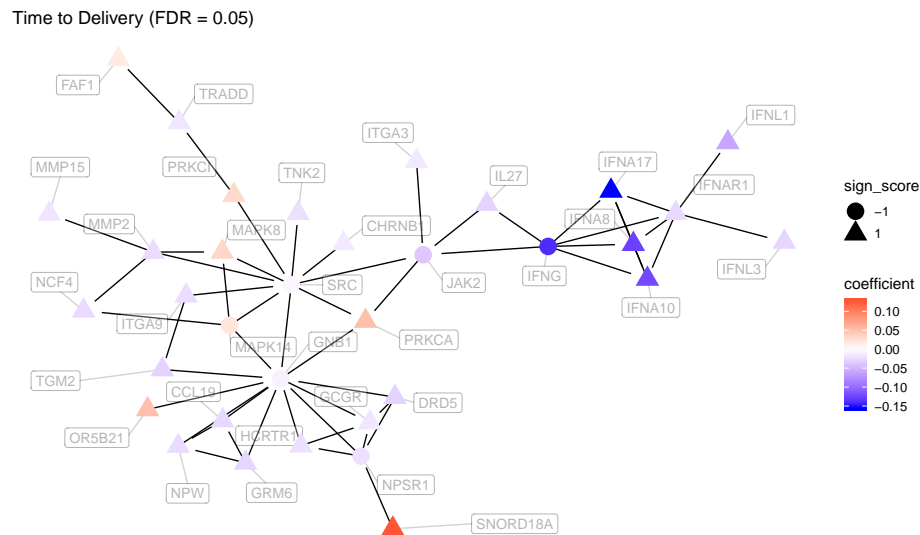 Time to Delivery (FDR = 0.05)
FAF1
TRADD
IFNL1
ITGA3
MMP15
PRKCI
TNK2
IL27
IFNA17
IFNAR1
MMP2
MAPK8
CHRNB1
IFNA8
NCF4
SRC
JAK2
IFNG
IFNL3
IFNA10
ITGA9
MAPK14
GNB1
PRKCA
TGM2
CCL19
GCGR
DRD5
OR5B21
HCRTR1
NPW
GRM6
NPSR1
SNORD18A
sign_score
−1
1
coefficient
0.10
0.05
0.00
−0.05
−0.10
−0.15